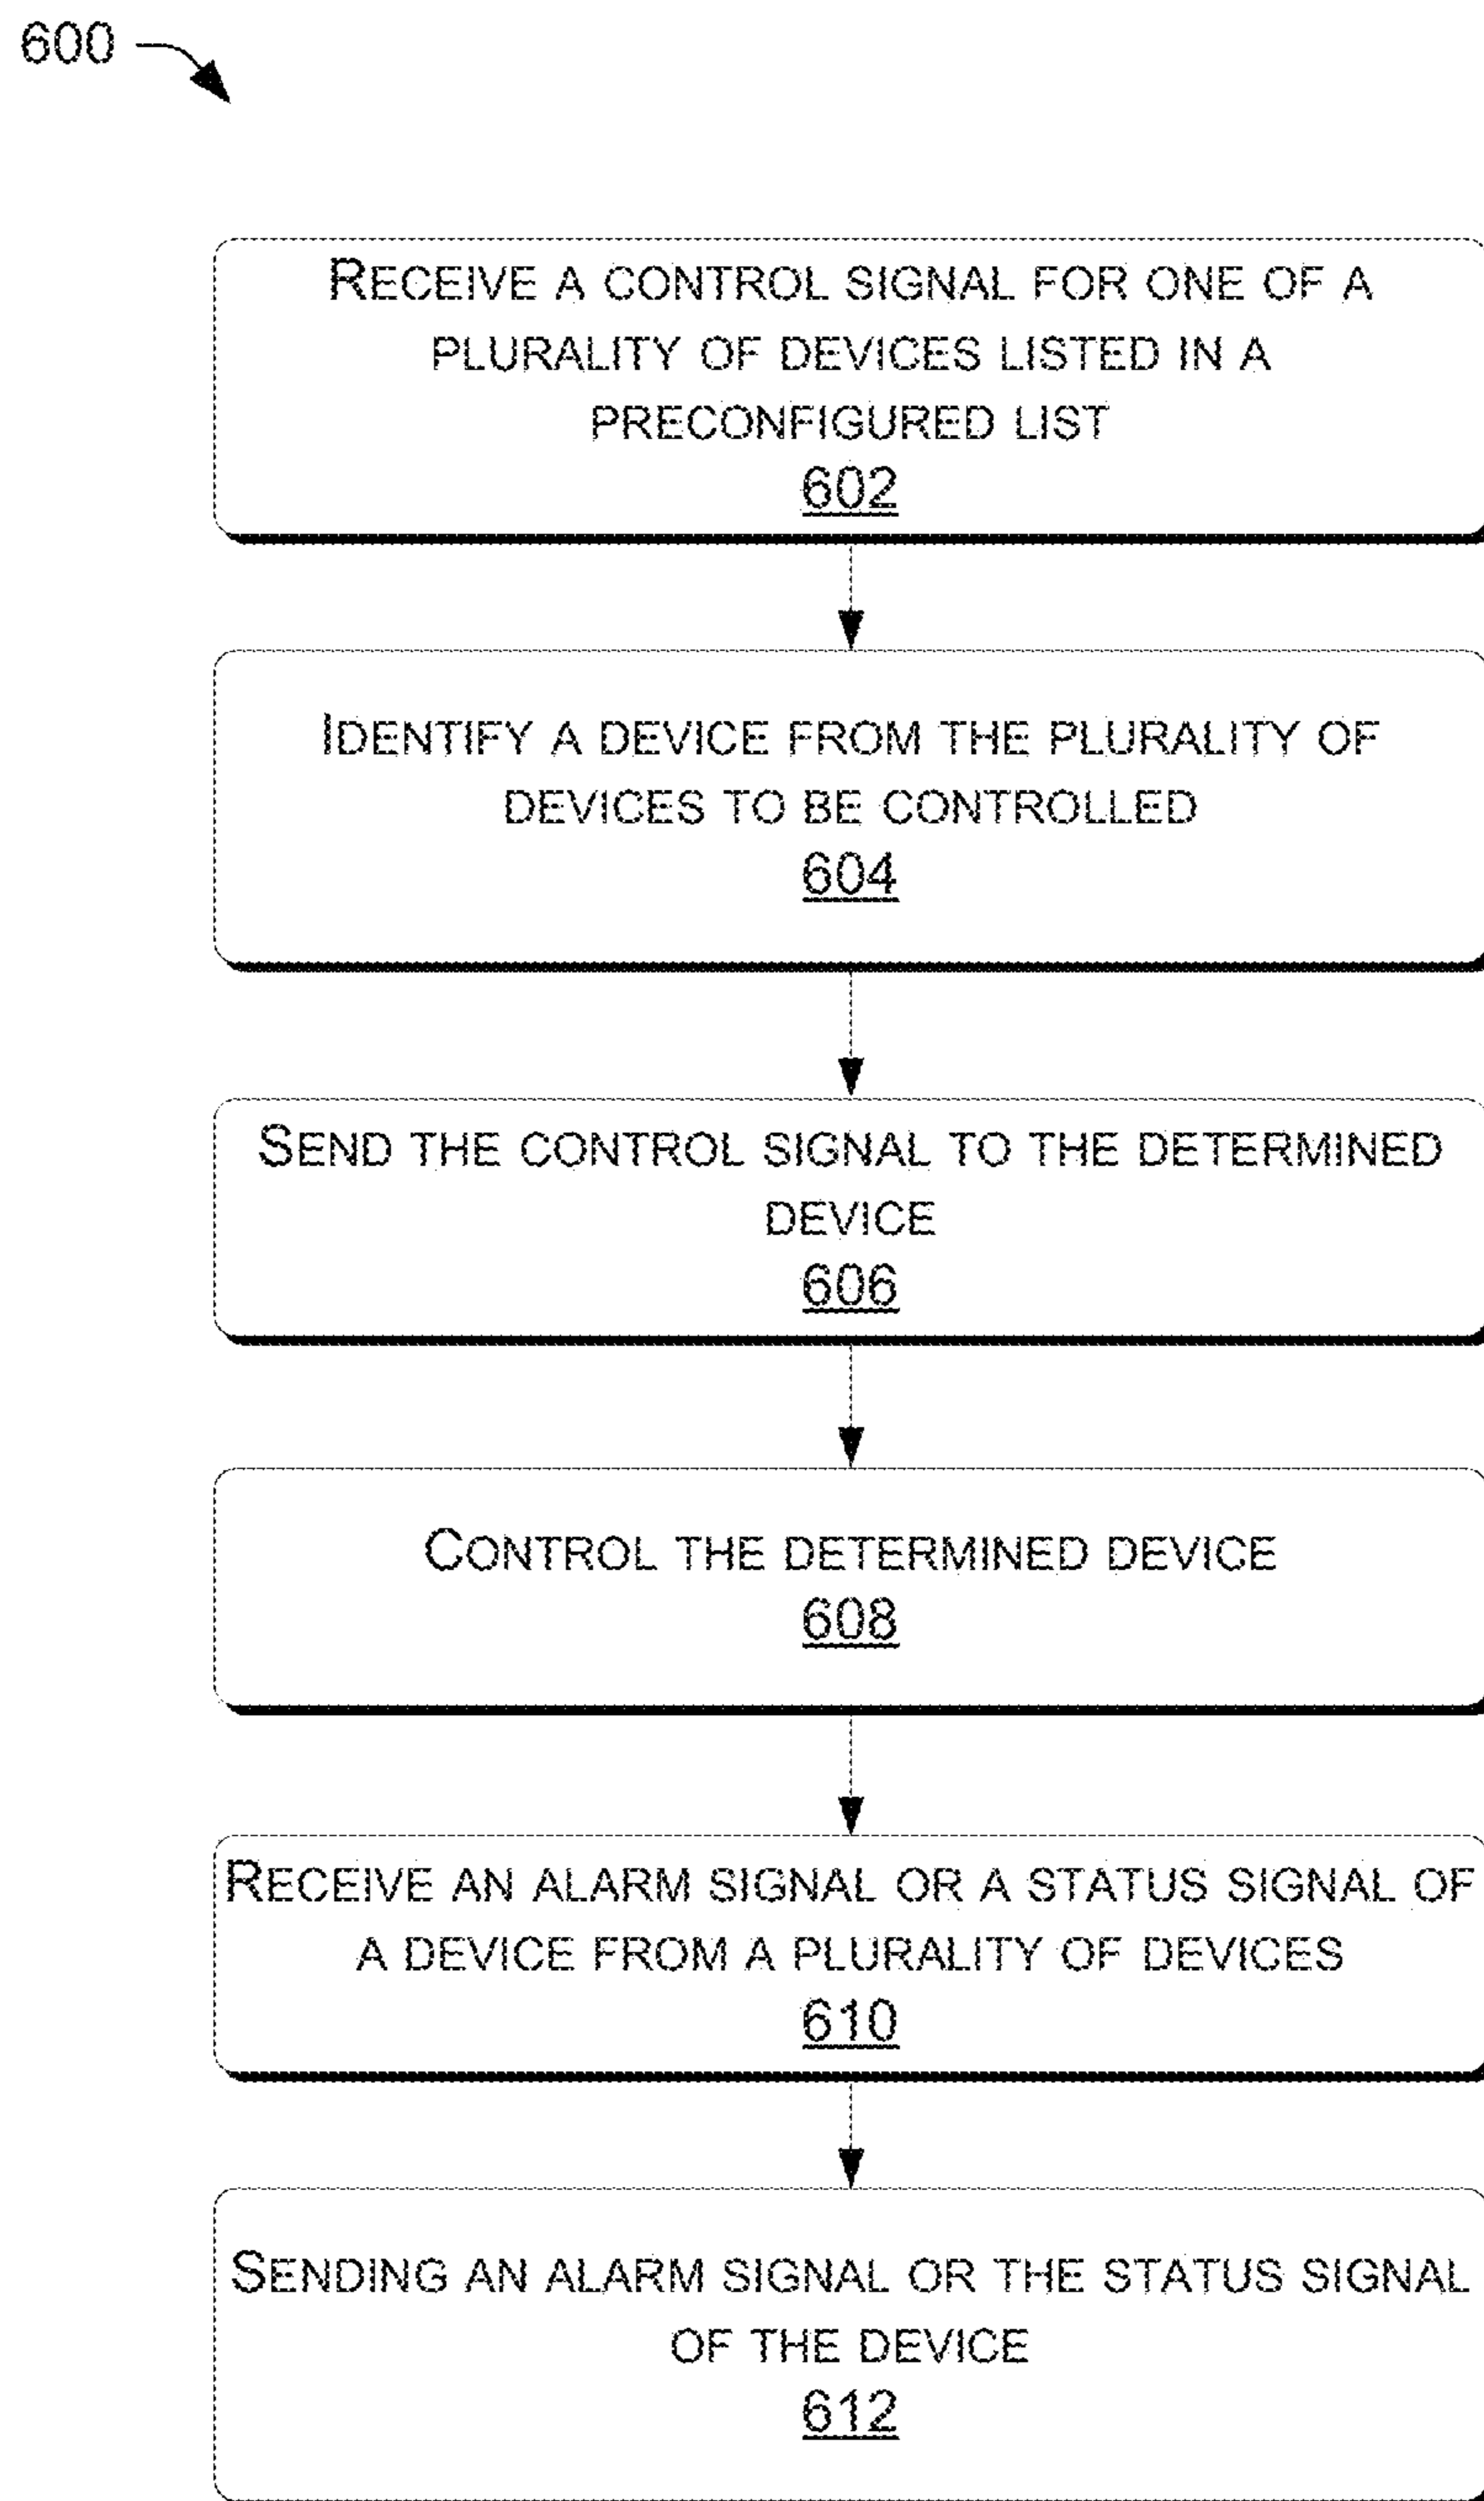 600
RECEIVE A CONTROL SIGNAL FOR ONE OF A
PLURALITY OF DEVICES LISTED IN A
PRECONFIGURED LIST
602
IDENTIFY A DEVICE FROM THE PLURALITY OF
DEVICES TO BE CONTROLLED
604
SEND THE CONTROL SIGNAL TO THE DETERMINED
DEVICE
606
CONTROL THE DETERMINED DEVICE
608
RECEIVE AN ALARM SIGNAL OR A STATUS SIGNAL OF
A DEVICE FROM A PLURALITY OF DEVICES
610
SENDING AN ALARM SIGNAL OR THE STATUS SIGNAL
OF THE DEVICE
612